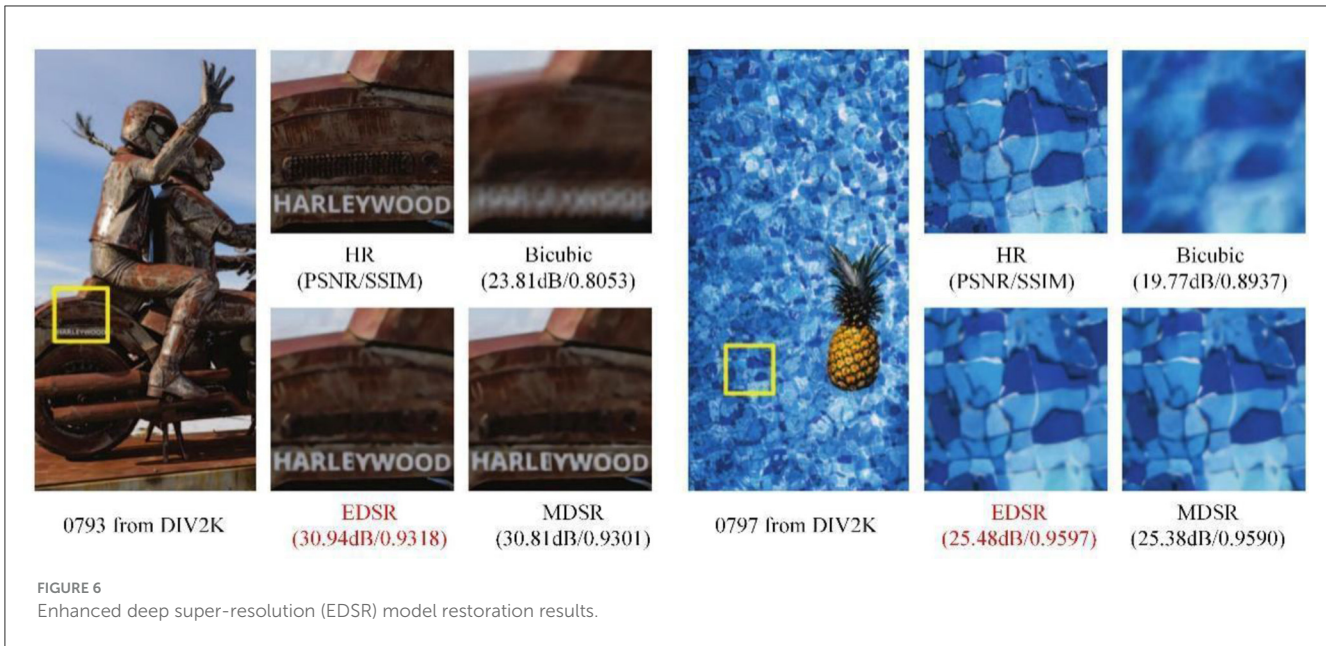 HARLEYWOOD
HARLEYWOOD
HARLEYWOOD
HR
(PSNR/SSIM)
Bicubic
(23.81dB/0.8053)
HARLEYWOOD
HARLEYWOOD
0793 from DIV2K
EDSR
(30.94dB/0.9318)
MDSR
(30.81dB/0.9301)
HR
(PSNR/SSIM)
Bicubic
(19.77dB/0.8937)
0797 from DIV2K
EDSR
(25.48dB/0.9597)
MDSR
(25.38dB/0.9590)
FIGURE 6
Enhanced deep super-resolution (EDSR) model restoration results.